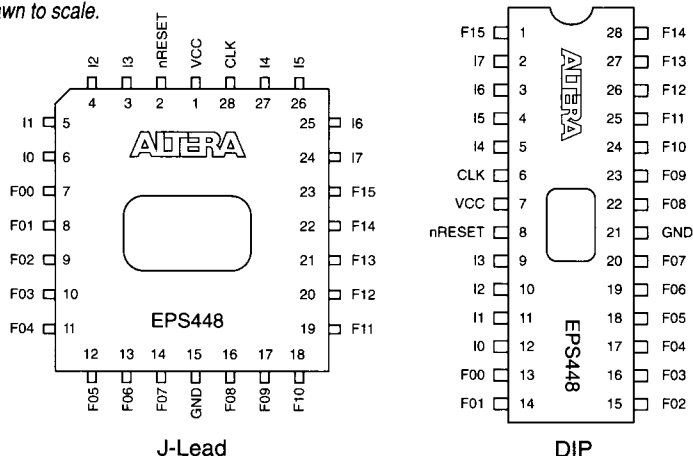 wn to scale.
I2 I3 nRESET VCC CLK I4 I5
4 3 2 1 28 27 26
I1 5 25 I6
I0 6 ALTERA 24 I7
F00 7 23 F15
F01 8 22 F14
F02 9 21 F13
F03 10 20 F12
F04 11 EPS448 19 F11
12 13 14 15 16 17 18
F05 F06 F07 GND F08 F09 F10
J-Lead
F15 1 28 F14
I7 2 27 F13
I6 3 26 F12
I5 4 25 F11
I4 5 24 F10
CLK 6 23 F09
VCC 7 22 F08
nRESET 8 21 GND
I3 9 20 F07
I2 10 19 F06
I1 11 18 F05
I0 12 17 F04
F00 13 16 F03
F01 14 15 F02
ALTERA
EPS448
DIP